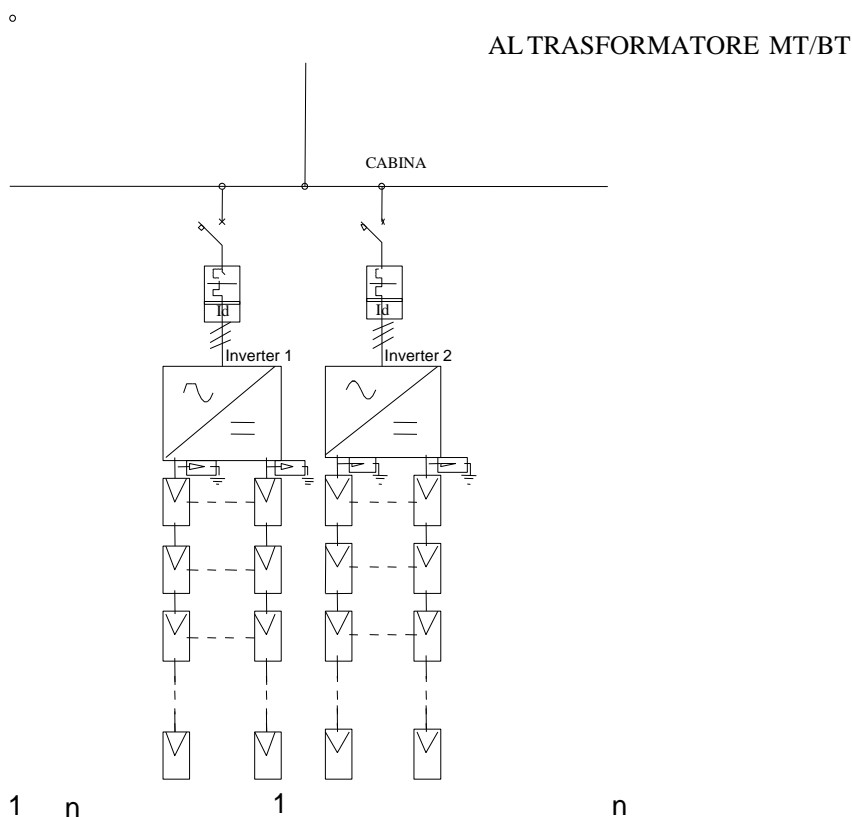 AL TRASFORMATORE MT/BT
CABINA
Id Id
Inverter 1 Inverter 2
1 n 1 n